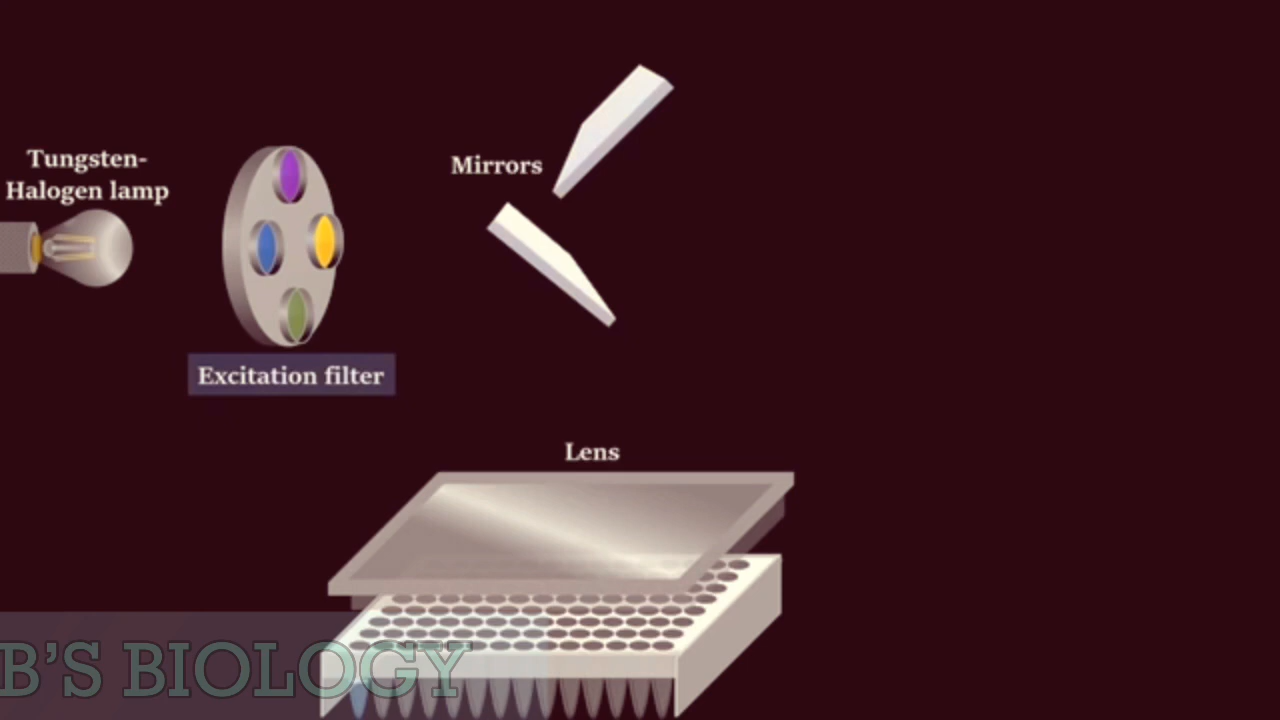 Tungsten-
Halogen lamp
Mirrors
Excitation filter
Lens
B'S BIOLOGY